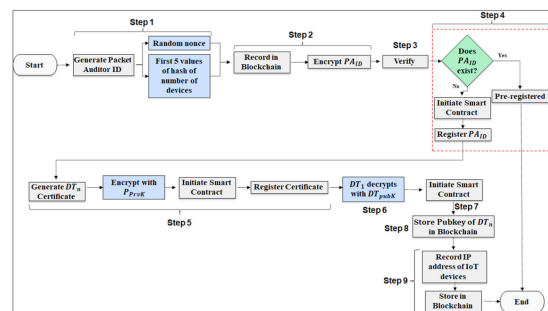 Step 1
Step 2
Step 3
Step 4
Start
Generate Packet
Auditor ID
Random nonce
First 5 values
of hash of
number of
devices
Record in
Blockchain
Encrypt PA_ID
Verify
Does
PA_ID
exist?
Yes
No
Initiate Smart
Contract
Pre-registered
Register PA_ID
Generate DT_n
Certificate
Encrypt with
P_PrvK
Initiate Smart
Contract
Register Certificate
DT_1 decrypts
with DT_pubK
Initiate Smart
Contract
Step 5
Step 6
Step 7
Step 8
Store Pubkey of DT_n
in Blockchain
Step 9
Record IP
address of IoT
devices
Store in
Blockchain
End